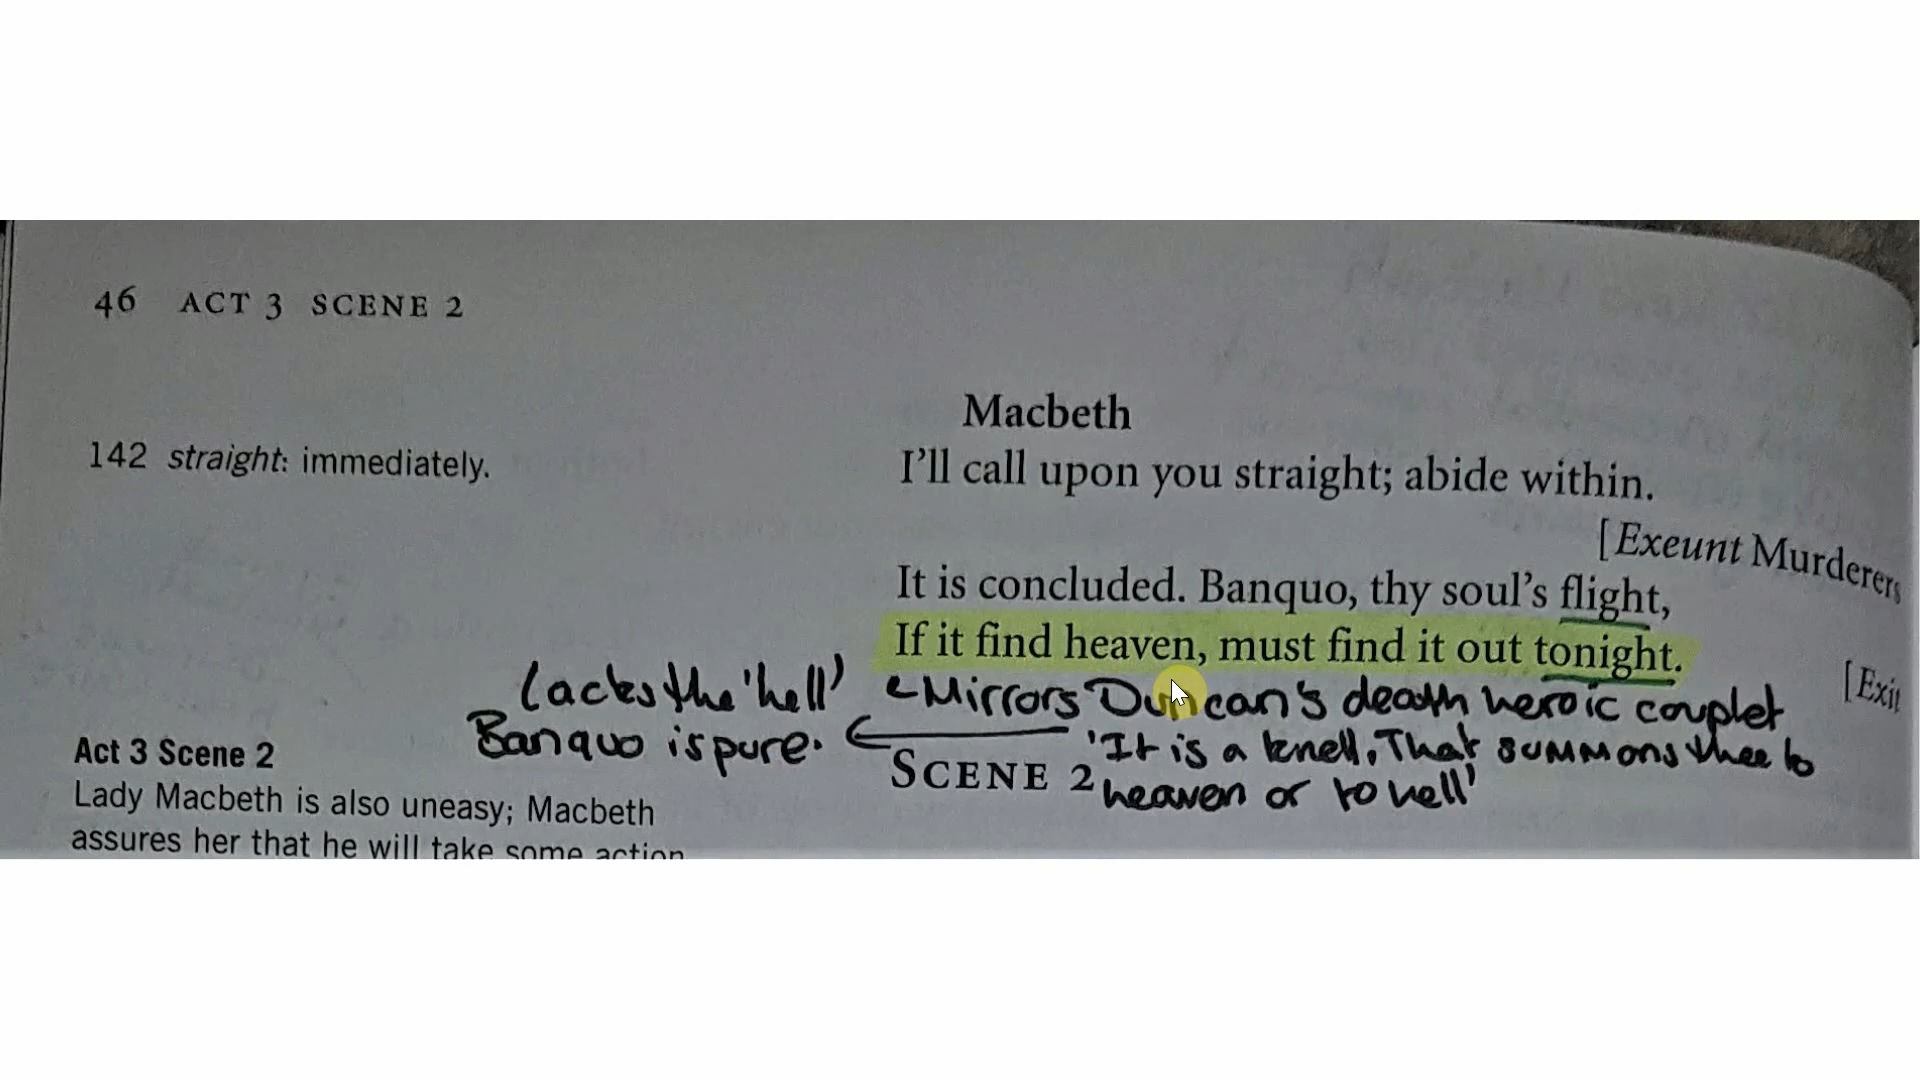 46 ACT 3 SCENE 2
Macbeth
142 straight: immediately.
I'll call upon you straight; abide within.
[Exeunt Murderers
It is concluded. Banquo, thy soul's flight,
If it find heaven, must find it out tonight.
[Exit
Lacks the 'hell'
Banquo is pure.
Mirrors Duncan's death heroic couplet
'It is a knell, That summons thee to
heaven or to hell'
SCENE 2
Act 3 Scene 2
Lady Macbeth is also uneasy; Macbeth
assures her that he will take some action